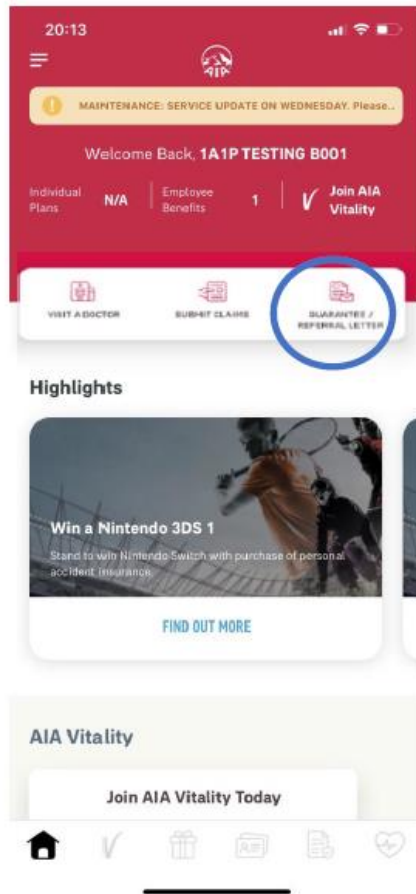 20:13
AIA
MAINTENANCE: SERVICE UPDATE ON WEDNESDAY. Please..
Welcome Back, 1A1P TESTING B001
Individual
Plans
N/A
Employee
Benefits
1
Join AIA
Vitality
VISIT A DOCTOR
SUBMIT CLAIMS
GUARANTEE /
REFERRAL LETTER
Highlights
Win a Nintendo 3DS 1
Stand to win Nintendo Switch with purchase of personal
accident insurance
FIND OUT MORE
AIA Vitality
Join AIA Vitality Today